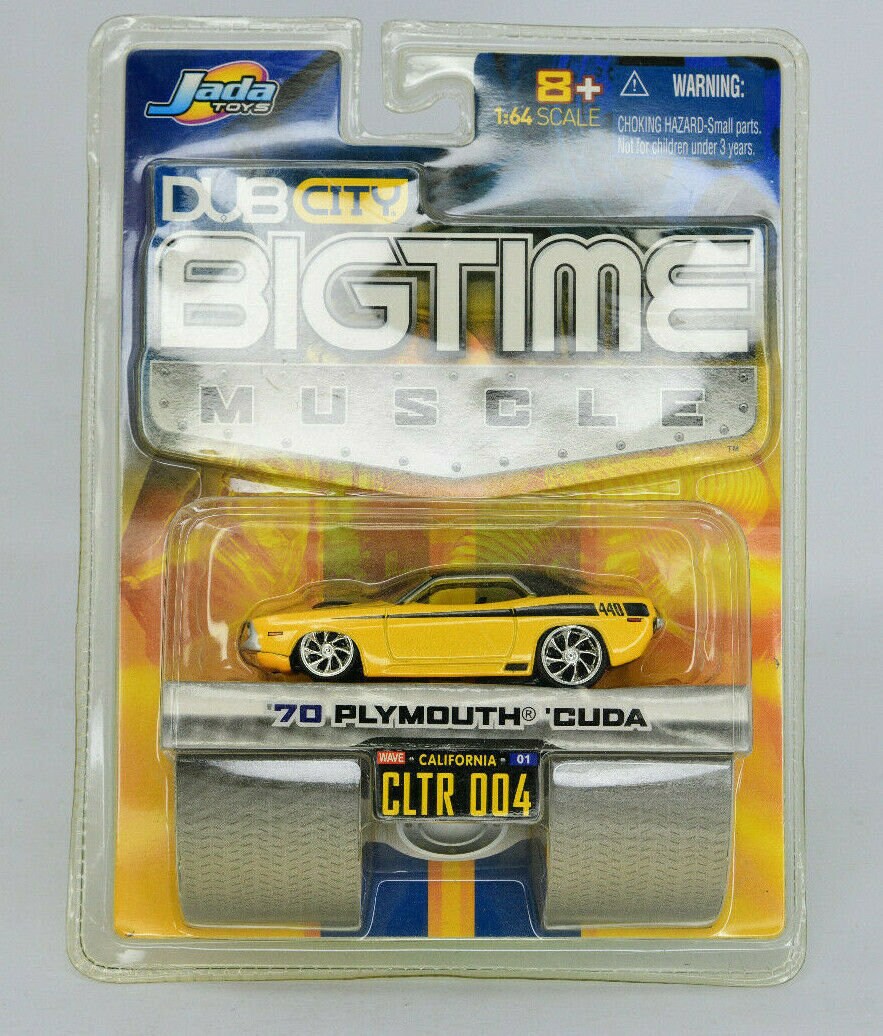 Jada
TOYS
8+
1:64 SCALE
WARNING:
CHOKING HAZARD-Small parts.
Not for children under 3 years.
DUB CITY
BIGTIME
MUSCLE
TM
440
'70 PLYMOUTH® 'CUDA
WAVE CALIFORNIA 01
CLTR 004